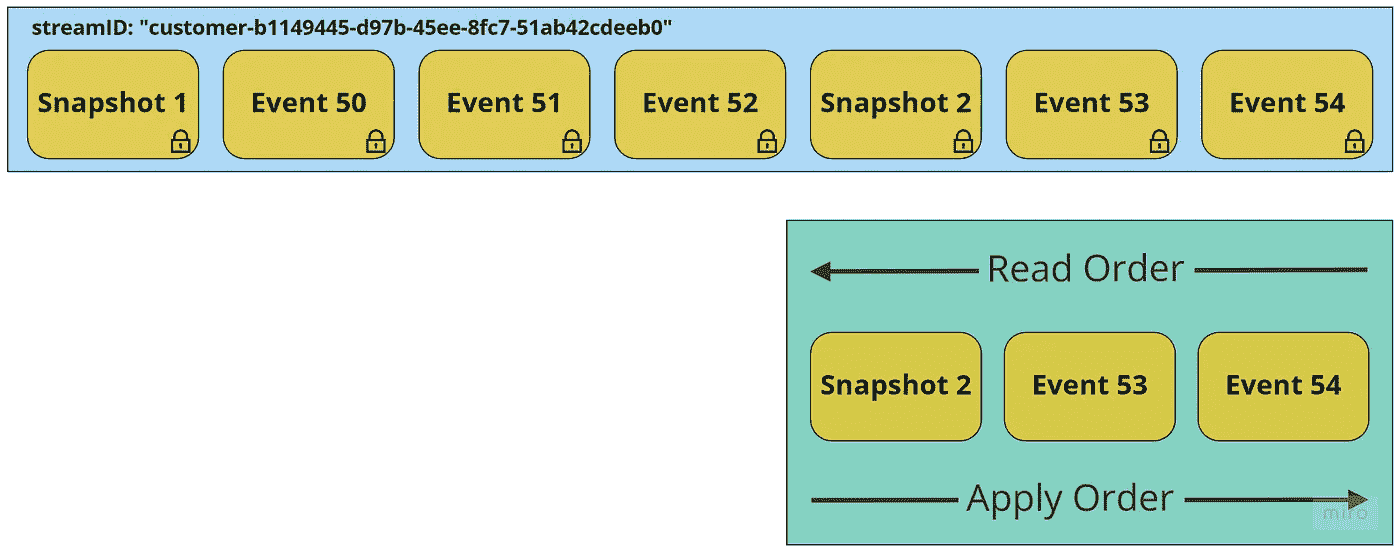 streamID: "customer-b1149445-d97b-45ee-8fc7-51ab42cdeeb0"
Snapshot 1 Event 50 Event 51 Event 52 Snapshot 2 Event 53 Event 54
Read Order
Snapshot 2 Event 53 Event 54
Apply Order
miro